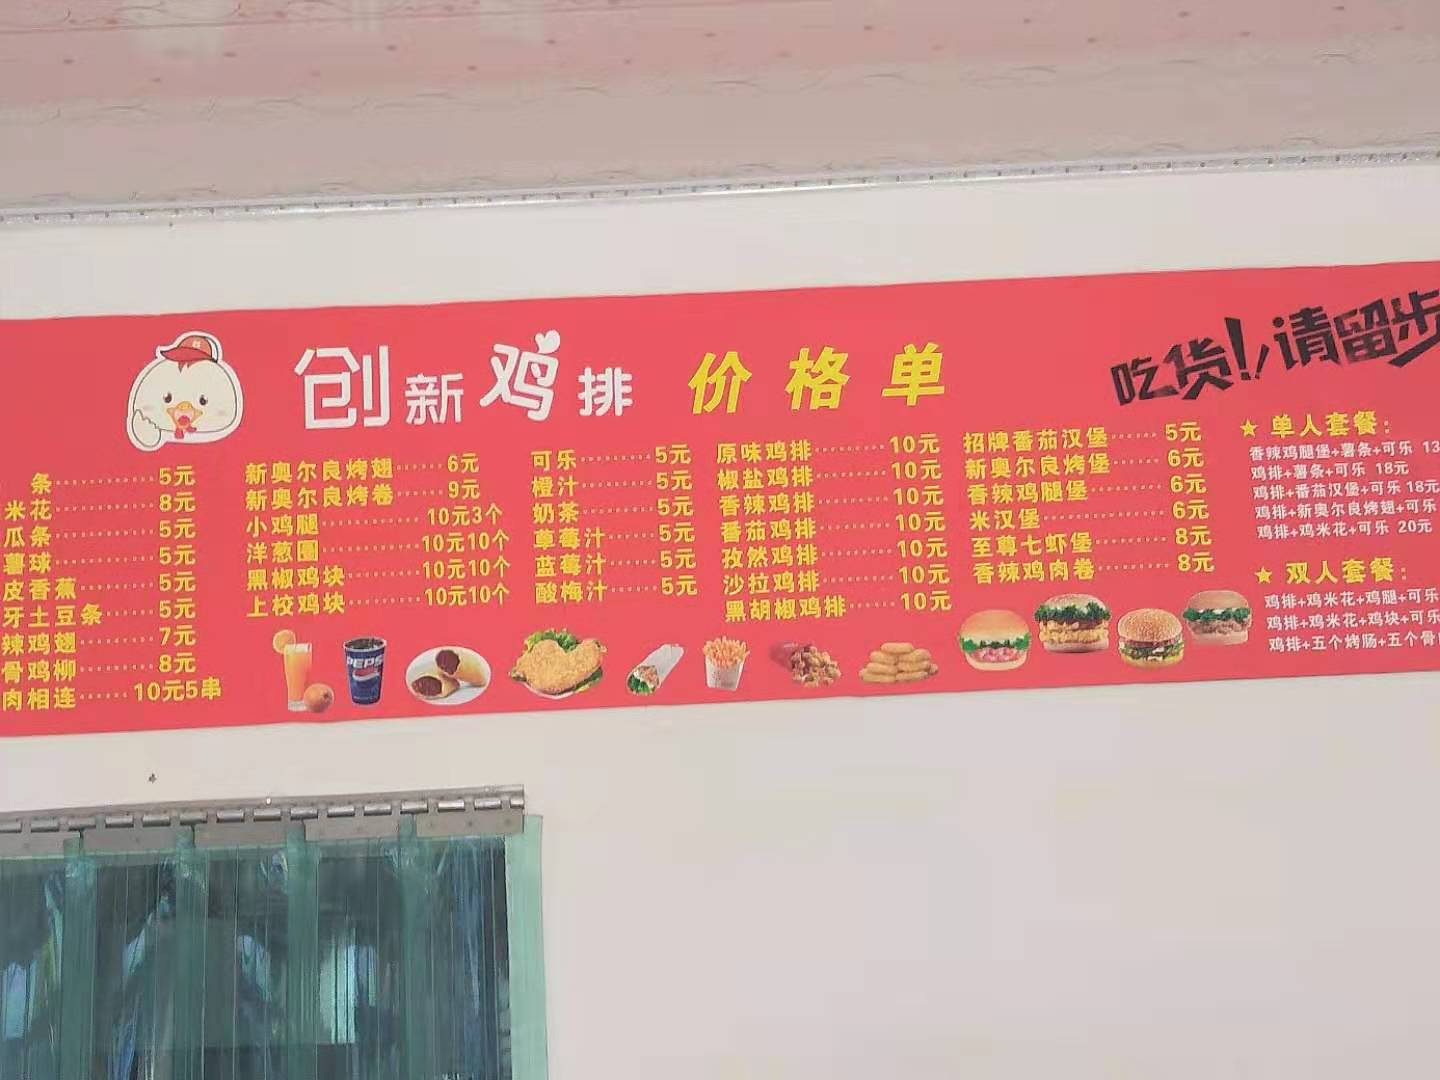 创新鸡排 价格单
吃货!请留步
条 5元
米花 8元
瓜条 5元
薯球 5元
皮香蕉 5元
牙土豆条 5元
辣鸡翅 7元
骨鸡柳 8元
肉相连 10元5串
新奥尔良烤翅 6元
新奥尔良烤卷 9元
小鸡腿 10元3个
洋葱圈 10元10个
黑椒鸡块 10元10个
上校鸡块 10元10个
可乐 5元
橙汁 5元
奶茶 5元
草莓汁 5元
蓝莓汁 5元
酸梅汁 5元
原味鸡排 10元
椒盐鸡排 10元
香辣鸡排 10元
番茄鸡排 10元
孜然鸡排 10元
沙拉鸡排 10元
黑胡椒鸡排 10元
招牌番茄汉堡 5元
新奥尔良烤堡 6元
香辣鸡腿堡 6元
米汉堡 6元
至尊七虾堡 8元
香辣鸡肉卷 8元
PEPSI
★ 单人套餐:
香辣鸡腿堡+薯条+可乐 13
鸡排+薯条+可乐 18元
鸡排+番茄汉堡+可乐18元
鸡排+新奥尔良烤翅+可乐
鸡排+鸡米花+可乐 20元
★ 双人套餐:
鸡排+鸡米花+鸡腿+可乐
鸡排+鸡米花+鸡块+可乐
鸡排+五个烤肠+五个骨